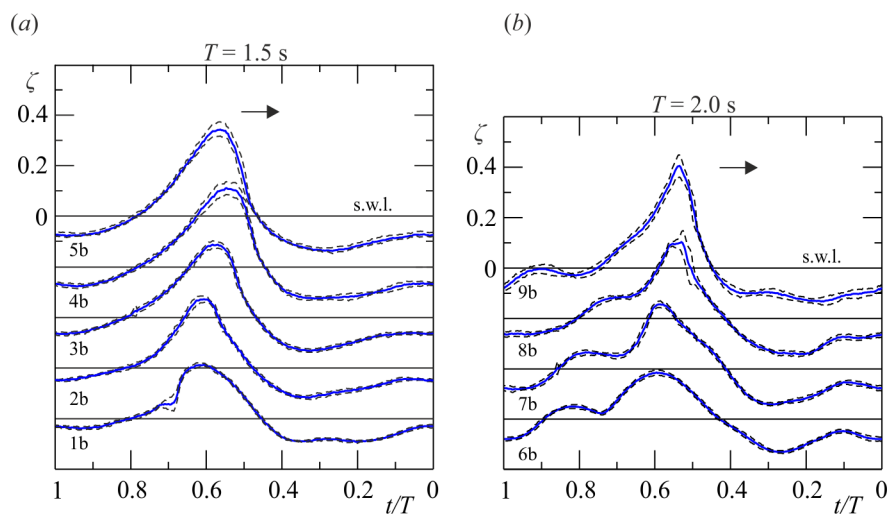 (a)
T = 1.5 s
ζ
0.4
0.2
0
s.w.l.
5b
4b
3b
2b
1b
1
0.8
0.6
0.4
0.2
0
t/T
(b)
T = 2.0 s
ζ
0.4
0.2
0
s.w.l.
9b
8b
7b
6b
1
0.8
0.6
0.4
0.2
0
t/T